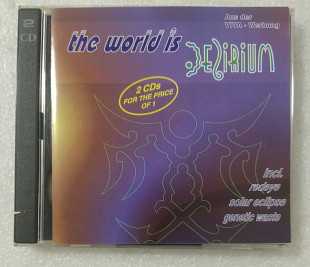 2
CD
Aus der
VIVA - Werbung
the world is
DELIRIUM
2 CDs
FOR THE PRICE
OF 1
incl.
redeye
solar eclipse
genetic waste